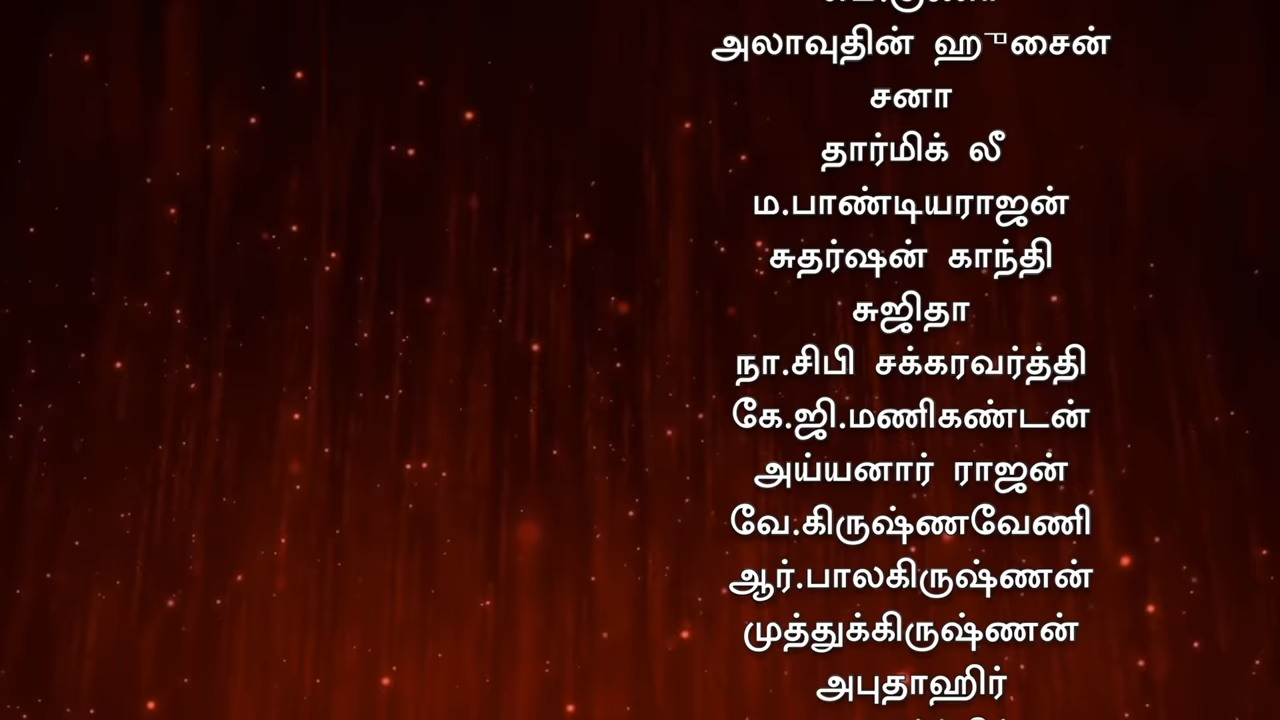 அலாவுதின் ஹுசைன்
சனா
தார்மிக் லீ
ம.பாண்டியராஜன்
சுதர்ஷன் காந்தி
சுஜிதா
நா.சிபி சக்கரவர்த்தி
கே.ஜி.மணிகண்டன்
அய்யனார் ராஜன்
வே.கிருஷ்ணவேணி
ஆர்.பாலகிருஷ்ணன்
முத்துக்கிருஷ்ணன்
அபுதாஹிர்